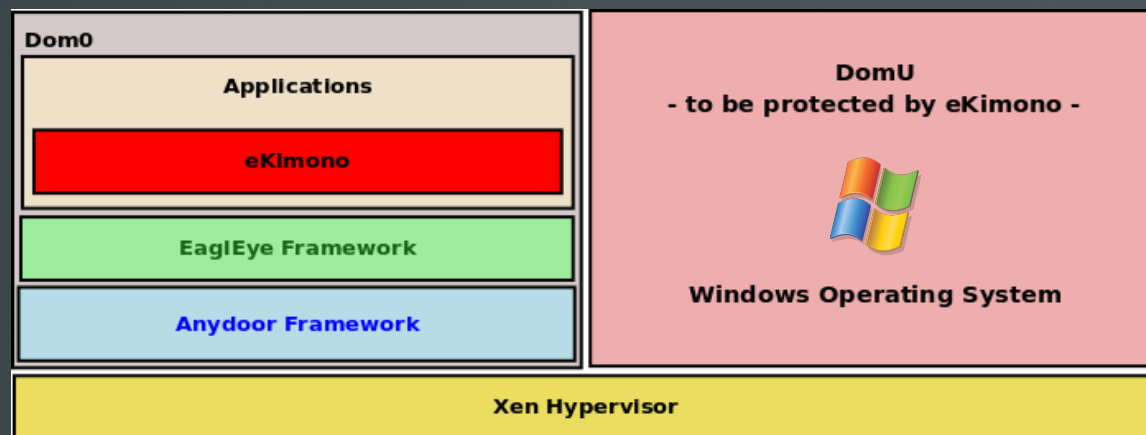 Dom0
Applications
eKimono
EaglEye Framework
Anydoor Framework
DomU
- to be protected by eKimono -
Windows Operating System
Xen Hypervisor